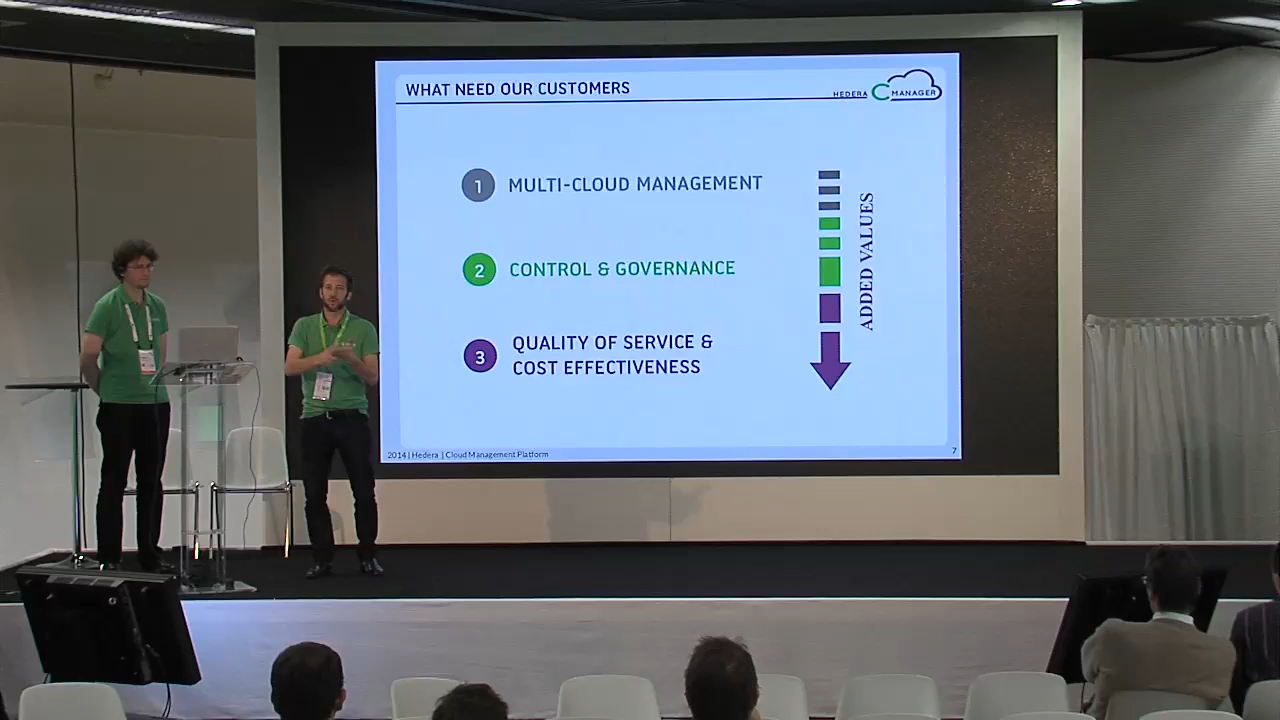 WHAT NEED OUR CUSTOMERS
HEDERA C MANAGER
1 MULTI-CLOUD MANAGEMENT
2 CONTROL & GOVERNANCE
3 QUALITY OF SERVICE &
COST EFFECTIVENESS
ADDED VALUES
2014 | Hedera | Cloud Management Platform
7